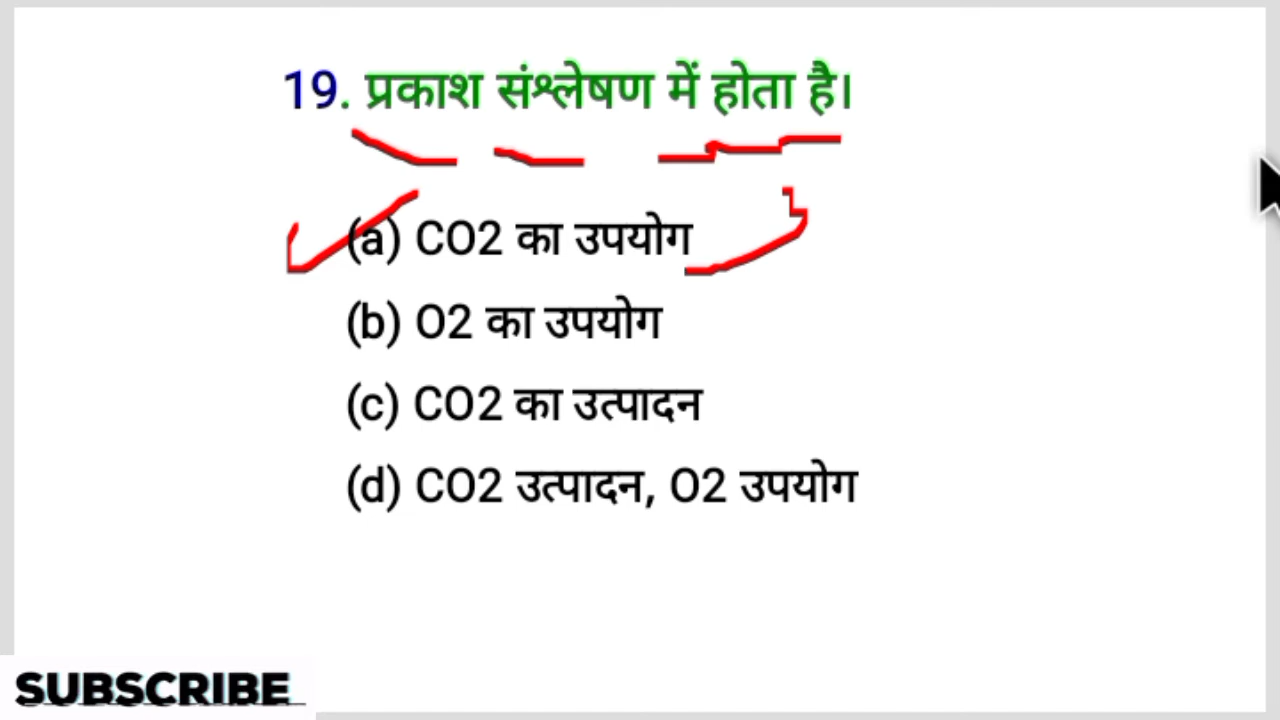 19. प्रकाश संश्लेषण में होता है।
(a) CO2 का उपयोग
(b) O2 का उपयोग
(c) CO2 का उत्पादन
(d) CO2 उत्पादन, O2 उपयोग
SUBSCRIBE